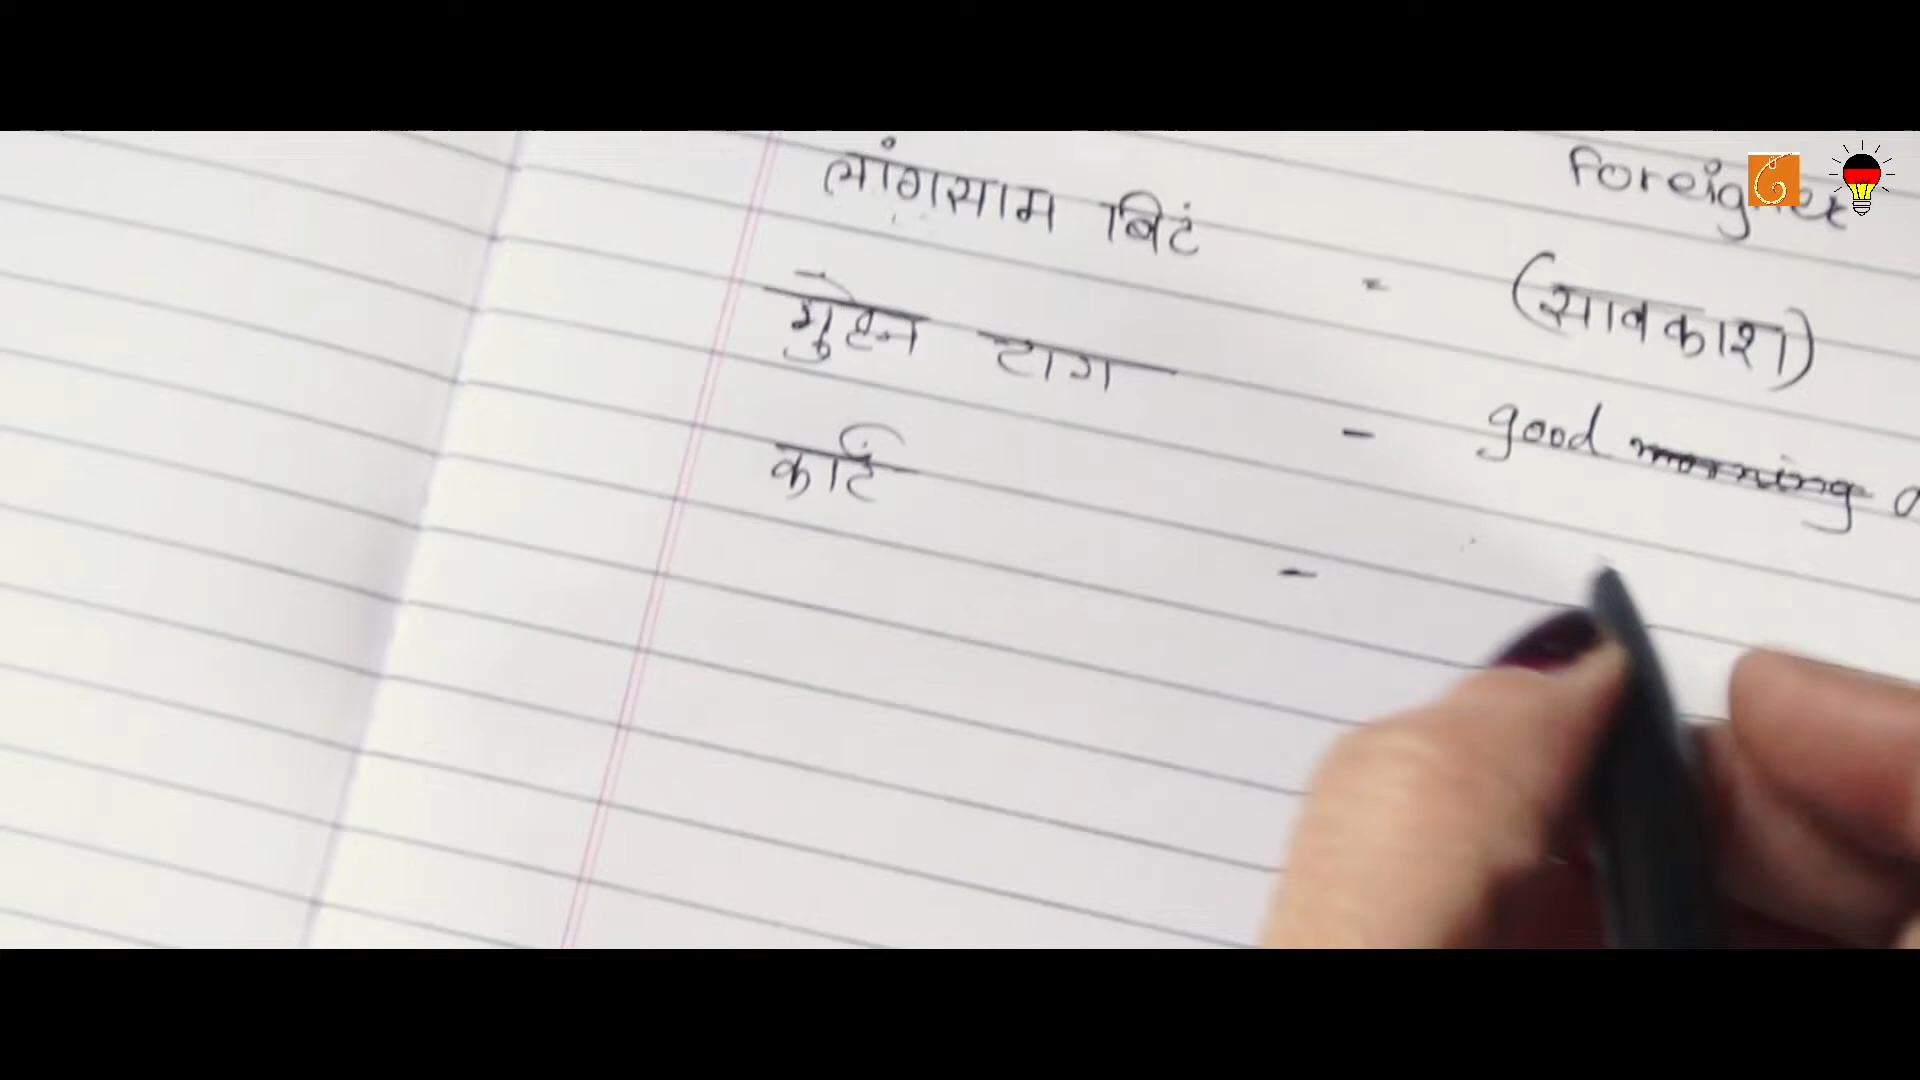 foreigner
लांगसाम बिटं - (सावकाश)
गुटेन टाग - good morning
कार्टं -